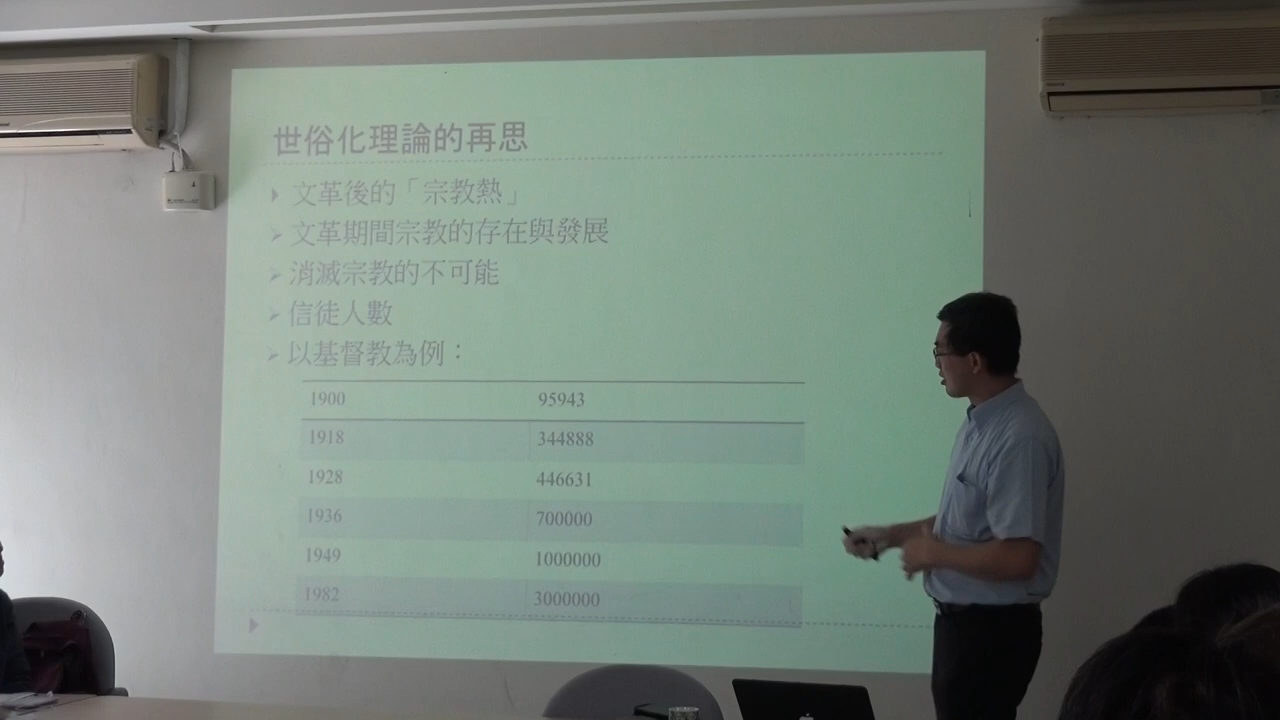 世俗化理論的再思
文革後的「宗教熱」
文革期間宗教的存在與發展
消滅宗教的不可能
信徒人數
以基督教為例：
1900 95943
1918 344888
1928 446631
1936 700000
1949 1000000
1982 3000000